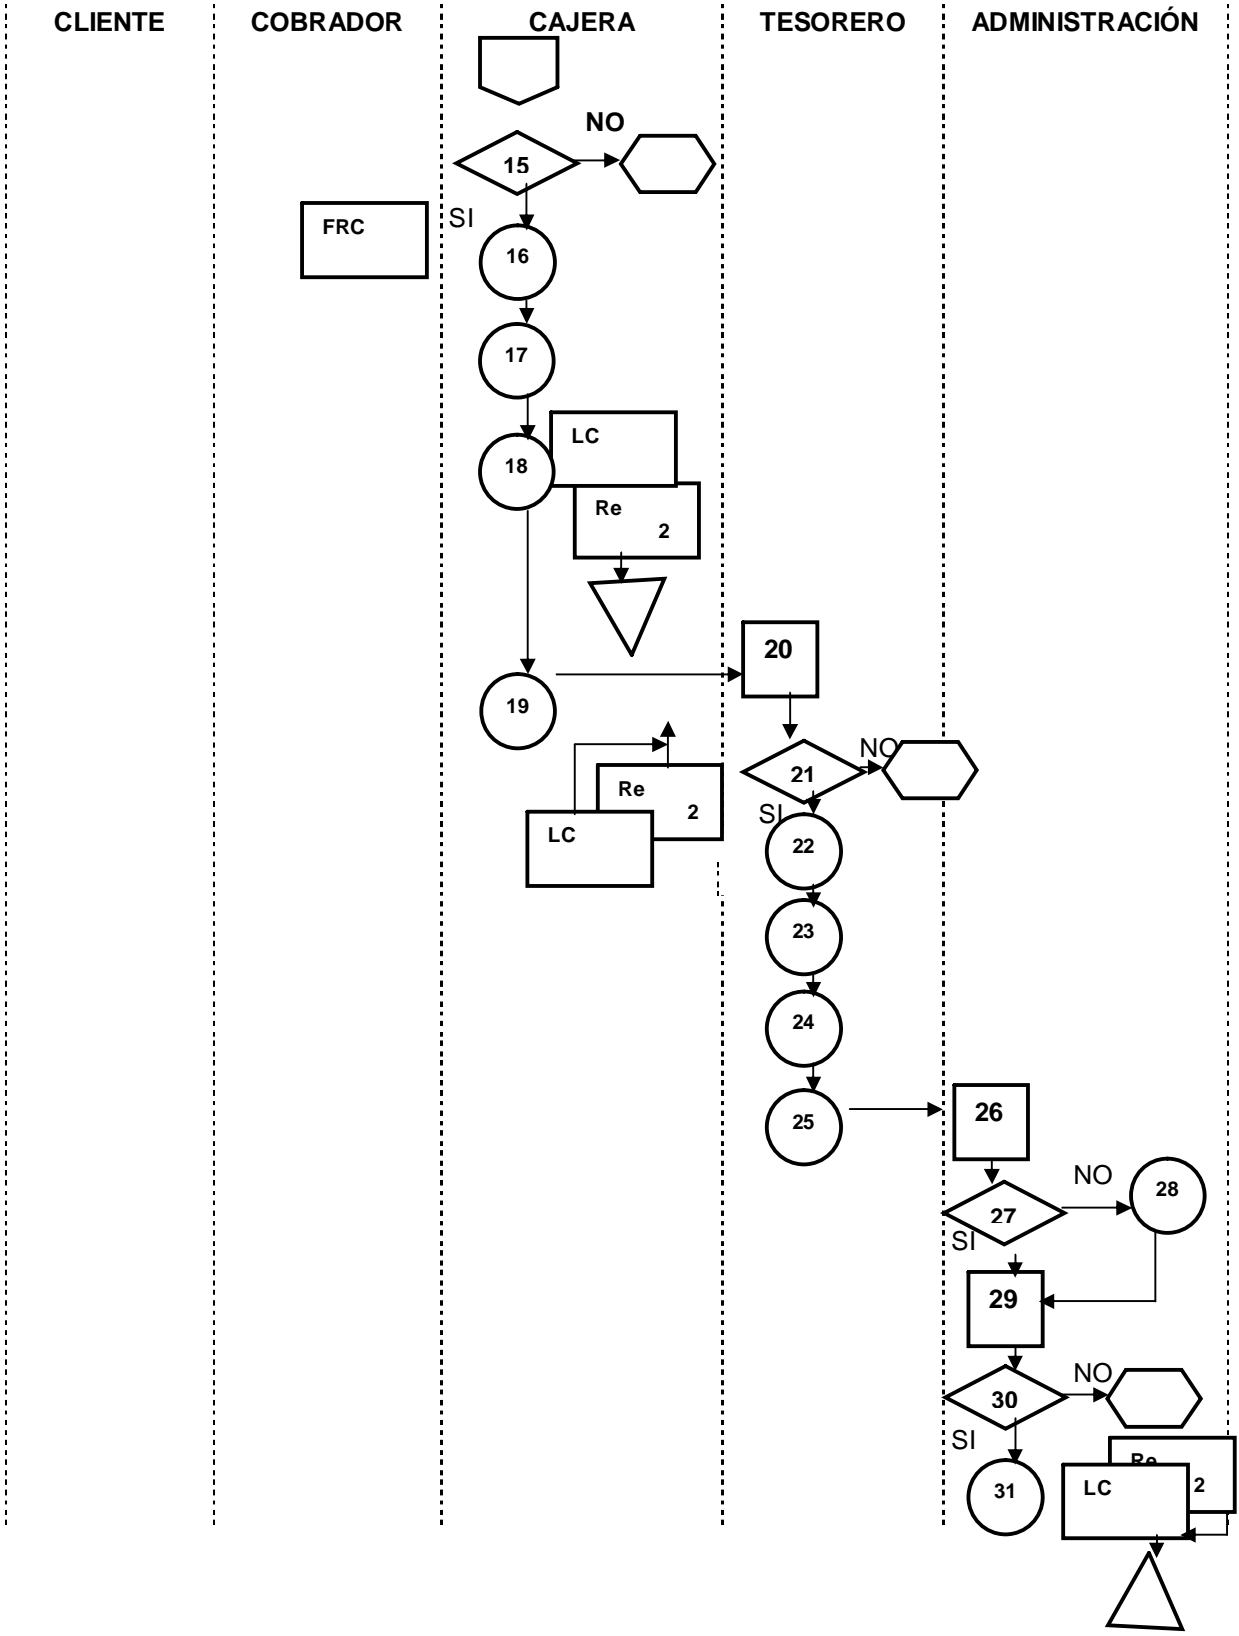 CLIENTE COBRADOR CAJERA TESORERO ADMINISTRACIÓN
NO
15
SI
FRC
16
17
LC
18
Re
2
20
19
NO
21
Re
2
SI
LC
22
23
24
25
26
NO
28
27
SI
29
NO
30
SI
Re
31
LC
2